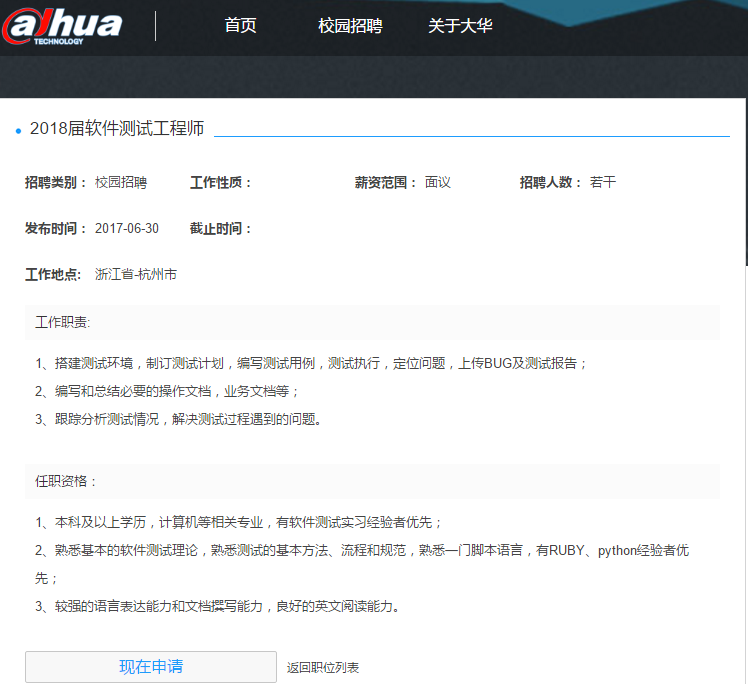 alhua
TECHNOLOGY
首页 校园招聘 关于大华
2018届软件测试工程师
招聘类别： 校园招聘 工作性质： 薪资范围： 面议 招聘人数： 若干
发布时间： 2017-06-30 截止时间：
工作地点: 浙江省-杭州市
工作职责:
1、搭建测试环境，制订测试计划，编写测试用例，测试执行，定位问题，上传BUG及测试报告；
2、编写和总结必要的操作文档，业务文档等；
3、跟踪分析测试情况，解决测试过程遇到的问题。
任职资格：
1、本科及以上学历，计算机等相关专业，有软件测试实习经验者优先；
2、熟悉基本的软件测试理论，熟悉测试的基本方法、流程和规范，熟悉一门脚本语言，有RUBY、python经验者优
先；
3、较强的语言表达能力和文档撰写能力，良好的英文阅读能力。
现在申请 返回职位列表